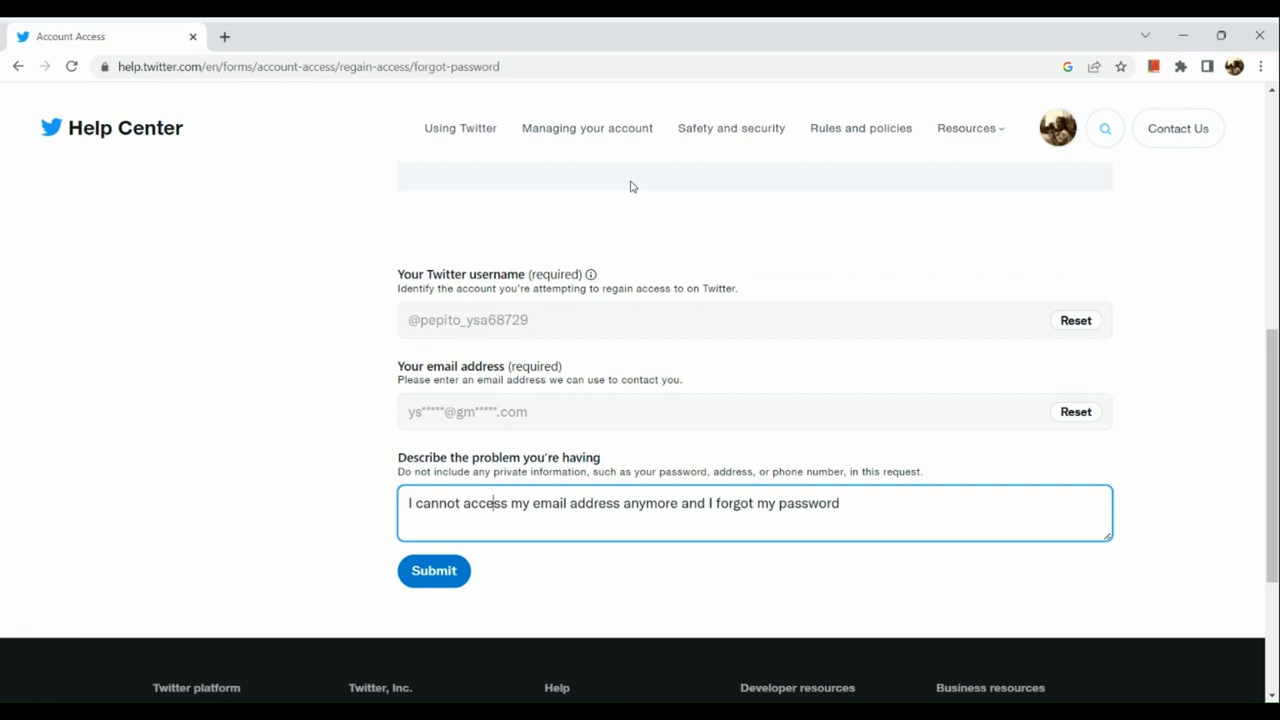 Account Access
help.twitter.com/en/forms/account-access/regain-access/forgot-password
Help Center
Using Twitter
Managing your account
Safety and security
Rules and policies
Resources
Contact Us
Your Twitter username (required)
Identify the account you're attempting to regain access to on Twitter.
@pepito_ysa68729
Reset
Your email address (required)
Please enter an email address we can use to contact you.
ys*****@gm*****.com
Reset
Describe the problem you're having
Do not include any private information, such as your password, address, or phone number, in this request.
I cannot access my email address anymore and I forgot my password
Submit
Twitter platform
Twitter, Inc.
Help
Developer resources
Business resources